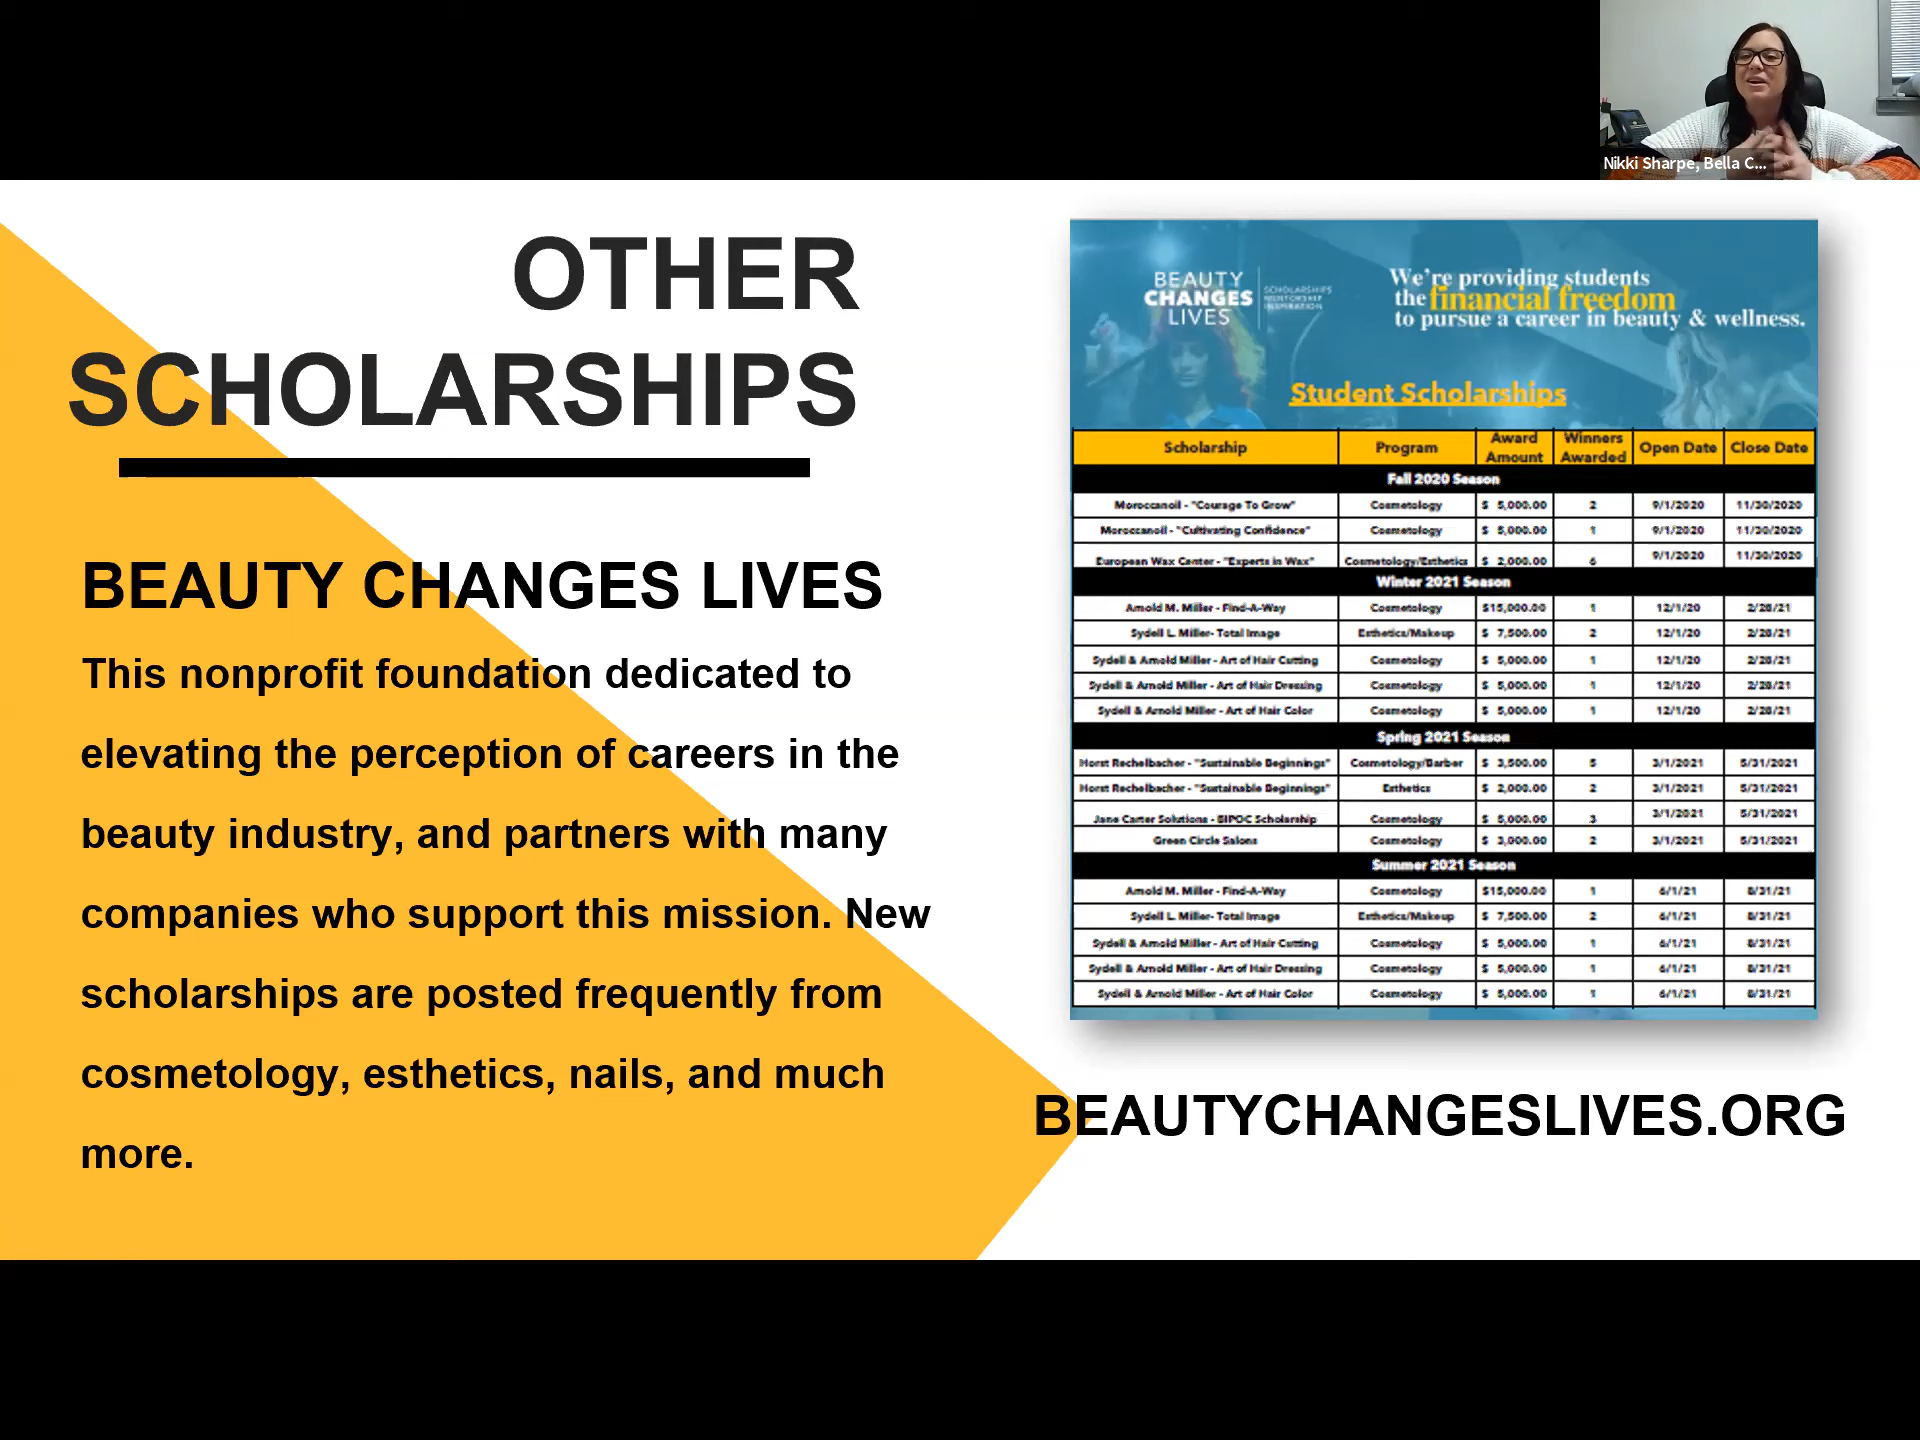 Nikki Sharpe, Bella C...
OTHER
SCHOLARSHIPS
BEAUTY CHANGES LIVES
This nonprofit foundation dedicated to
elevating the perception of careers in the
beauty industry, and partners with many
companies who support this mission. New
scholarships are posted frequently from
cosmetology, esthetics, nails, and much
more.
BEAUTY
CHANGES
LIVES
SCHOLARSHIPS
MENTORSHIP
INSPIRATION
We're providing students
the financial freedom
to pursue a career in beauty & wellness.
Student Scholarships
Scholarship Program Award Amount Winners Awarded Open Date Close Date
Fall 2020 Season
Moroccanoil - "Courage To Grow" Cosmetology $ 5,000.00 2 9/1/2020 11/30/2020
Moroccanoil - "Cultivating Confidence" Cosmetology $ 5,000.00 1 9/1/2020 11/30/2020
European Wax Center - "Experts in Wax" Cosmetology/Esthetics $ 2,000.00 6 9/1/2020 11/30/2020
Winter 2021 Season
Arnold M. Miller - Find-A-Way Cosmetology $15,000.00 1 12/1/20 2/28/21
Sydell L. Miller- Total Image Esthetics/Makeup $ 7,500.00 2 12/1/20 2/28/21
Sydell & Arnold Miller - Art of Hair Cutting Cosmetology $ 5,000.00 1 12/1/20 2/28/21
Sydell & Arnold Miller - Art of Hair Dressing Cosmetology $ 5,000.00 1 12/1/20 2/28/21
Sydell & Arnold Miller - Art of Hair Color Cosmetology $ 5,000.00 1 12/1/20 2/28/21
Spring 2021 Season
Horst Rechelbacher - "Sustainable Beginnings" Cosmetology/Barber $ 3,500.00 5 3/1/2021 5/31/2021
Horst Rechelbacher - "Sustainable Beginnings" Esthetics $ 2,000.00 2 3/1/2021 5/31/2021
Jane Carter Solutions - BIPOC Scholarship Cosmetology $ 5,000.00 3 3/1/2021 5/31/2021
Green Circle Salons Cosmetology $ 3,000.00 2 3/1/2021 5/31/2021
Summer 2021 Season
Arnold M. Miller - Find-A-Way Cosmetology $15,000.00 1 6/1/21 8/31/21
Sydell L. Miller- Total Image Esthetics/Makeup $ 7,500.00 2 6/1/21 8/31/21
Sydell & Arnold Miller - Art of Hair Cutting Cosmetology $ 5,000.00 1 6/1/21 8/31/21
Sydell & Arnold Miller - Art of Hair Dressing Cosmetology $ 5,000.00 1 6/1/21 8/31/21
Sydell & Arnold Miller - Art of Hair Color Cosmetology $ 5,000.00 1 6/1/21 8/31/21
BEAUTYCHANGESLIVES.ORG